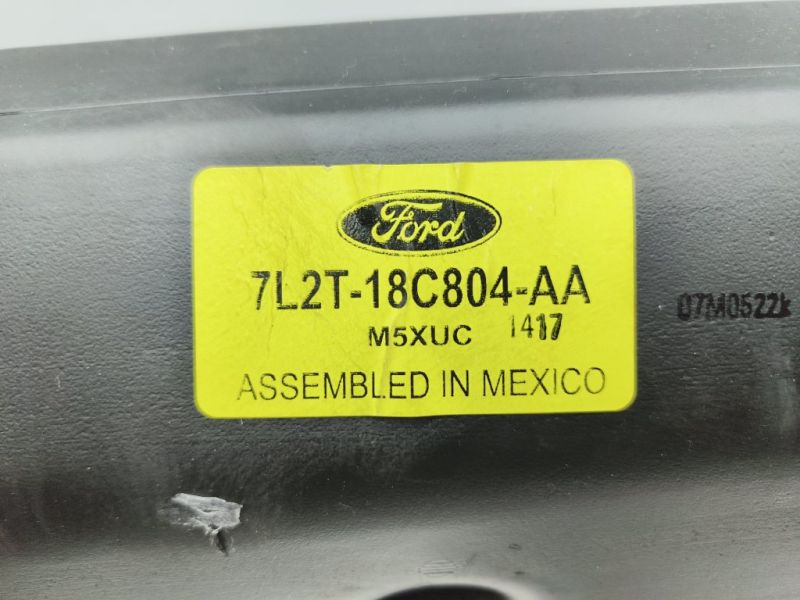 Ford
7L2T-18C804-AA
M5XUC 1417
ASSEMBLED IN MEXICO
07M0522k